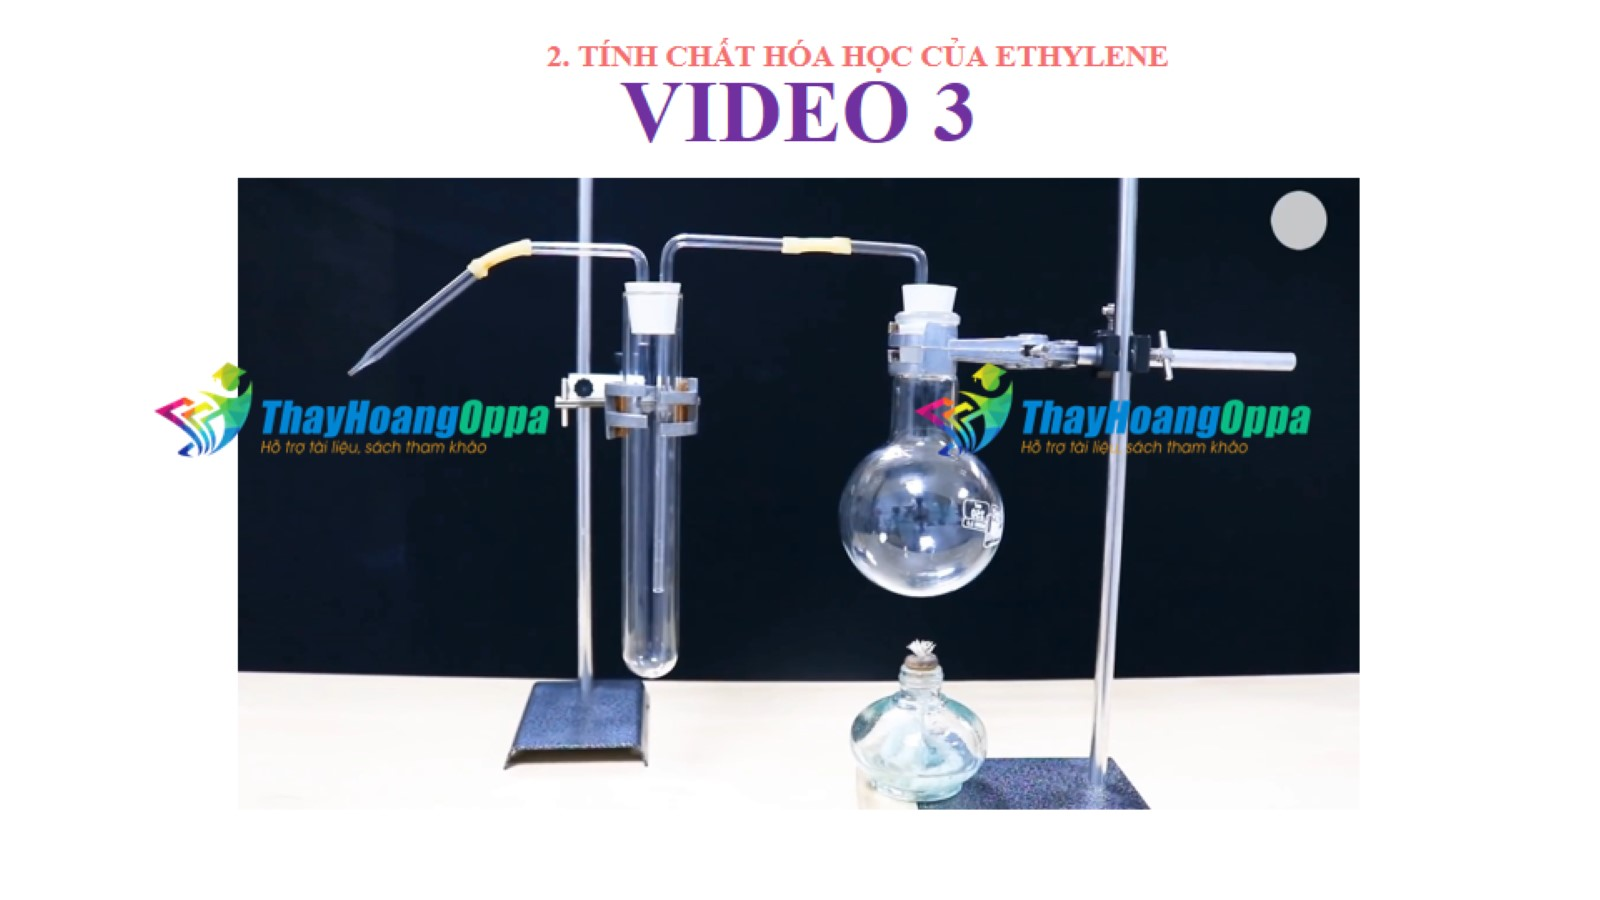 2. TÍNH CHẤT HÓA HỌC CỦA ETHYLENE
VIDEO 3
ThayHoangOppa
Hỗ trợ tài liệu, sách tham khảo
ThayHoangOppa
Hỗ trợ tài liệu, sách tham khảo